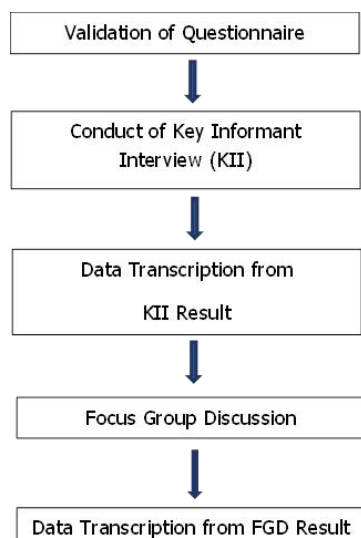 Validation of Questionnaire
Conduct of Key Informant
Interview (KII)
Data Transcription from
KII Result
Focus Group Discussion
Data Transcription from FGD Result